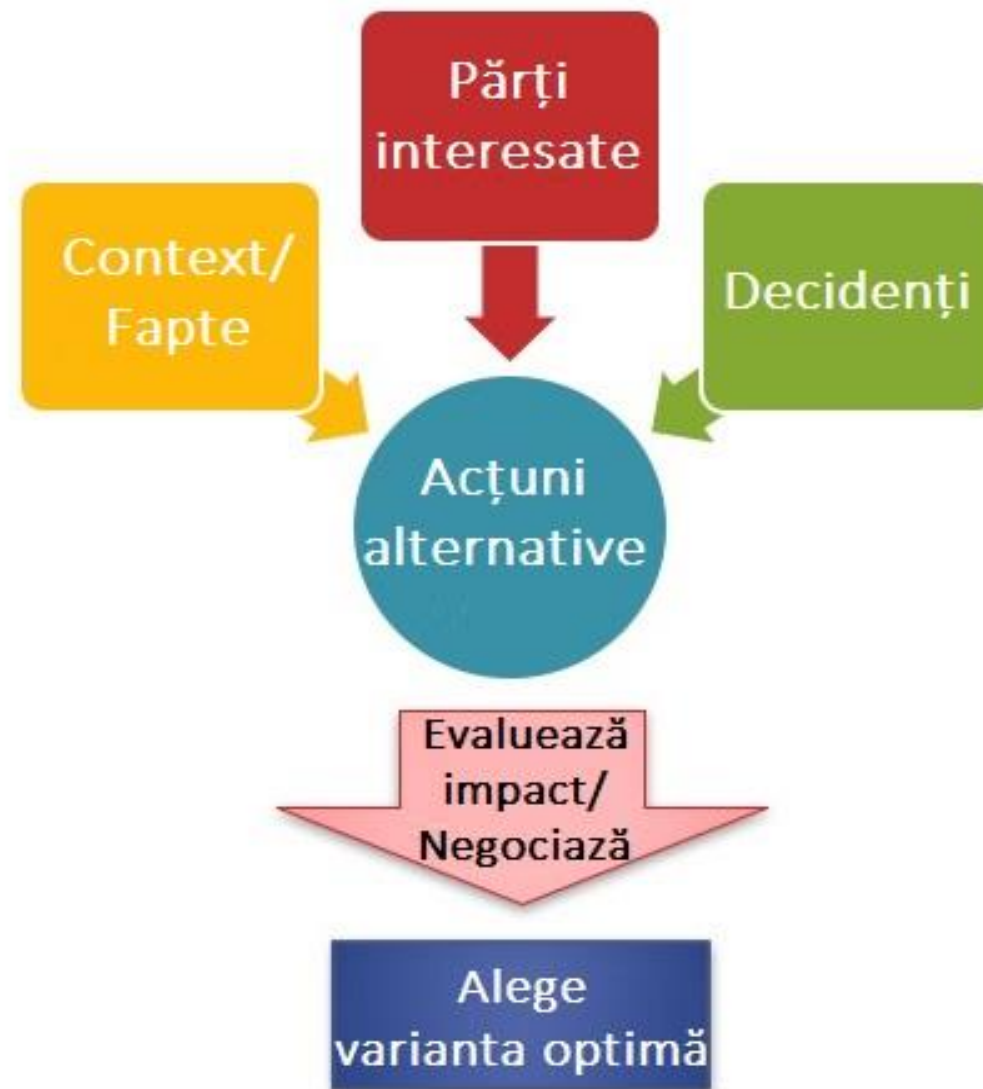 Părți
interesate
Context/
Fapte
Decidenți
Acțuni
alternative
Evaluează
impact/
Negociază
Alege
varianta optimă